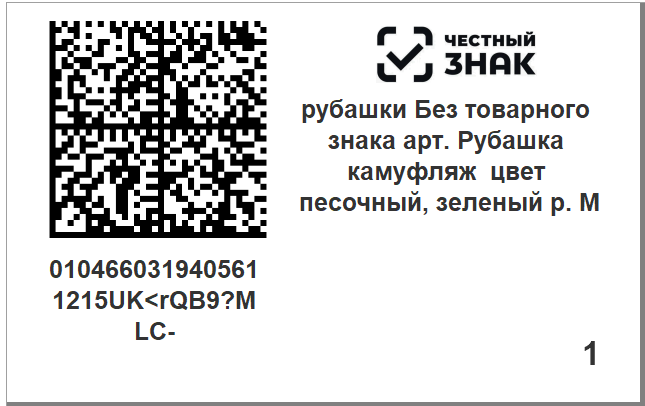 ЧЕСТНЫЙ
ЗНАК
рубашки Без товарного
знака арт. Рубашка
камуфляж цвет
песочный, зеленый р. М
010466031940561
1215UK<rQB9?M
LC-
1